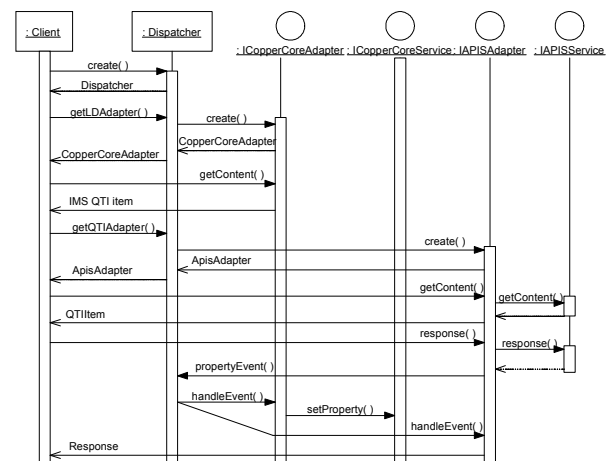 : Client
: Dispatcher
: ICopperCoreAdapter
: ICopperCoreService
: IAPISAdapter
: IAPISService
create( )
Dispatcher
getLDAdapter( )
create( )
CopperCoreAdapter
CopperCoreAdapter
getContent( )
IMS QTI item
getQTIAdapter( )
create( )
ApisAdapter
ApisAdapter
getContent( )
getContent( )
QTIItem
response( )
response( )
propertyEvent( )
handleEvent( )
setProperty( )
handleEvent( )
Response